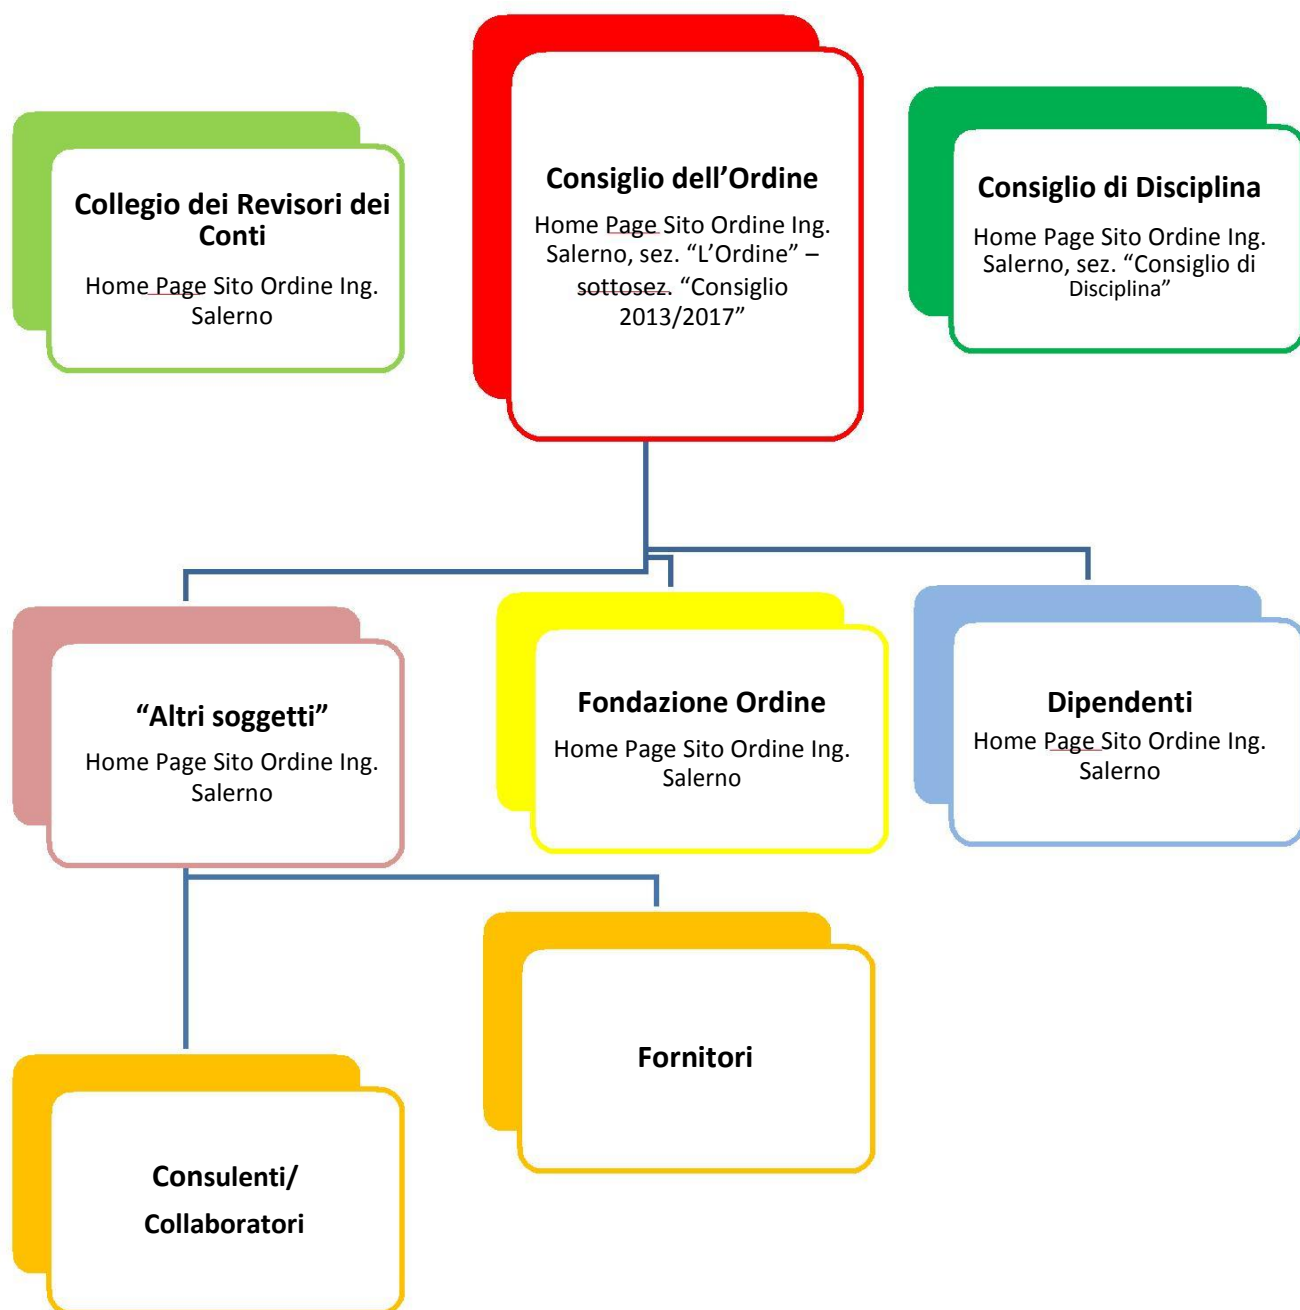 Collegio dei Revisori dei
Conti
Home Page Sito Ordine Ing.
Salerno
Consiglio dell’Ordine
Home Page Sito Ordine Ing.
Salerno, sez. “L’Ordine” –
sottosez. “Consiglio
2013/2017”
Consiglio di Disciplina
Home Page Sito Ordine Ing.
Salerno, sez. “Consiglio di
Disciplina”
“Altri soggetti”
Home Page Sito Ordine Ing.
Salerno
Fondazione Ordine
Home Page Sito Ordine Ing.
Salerno
Dipendenti
Home Page Sito Ordine Ing.
Salerno
Fornitori
Consulenti/
Collaboratori